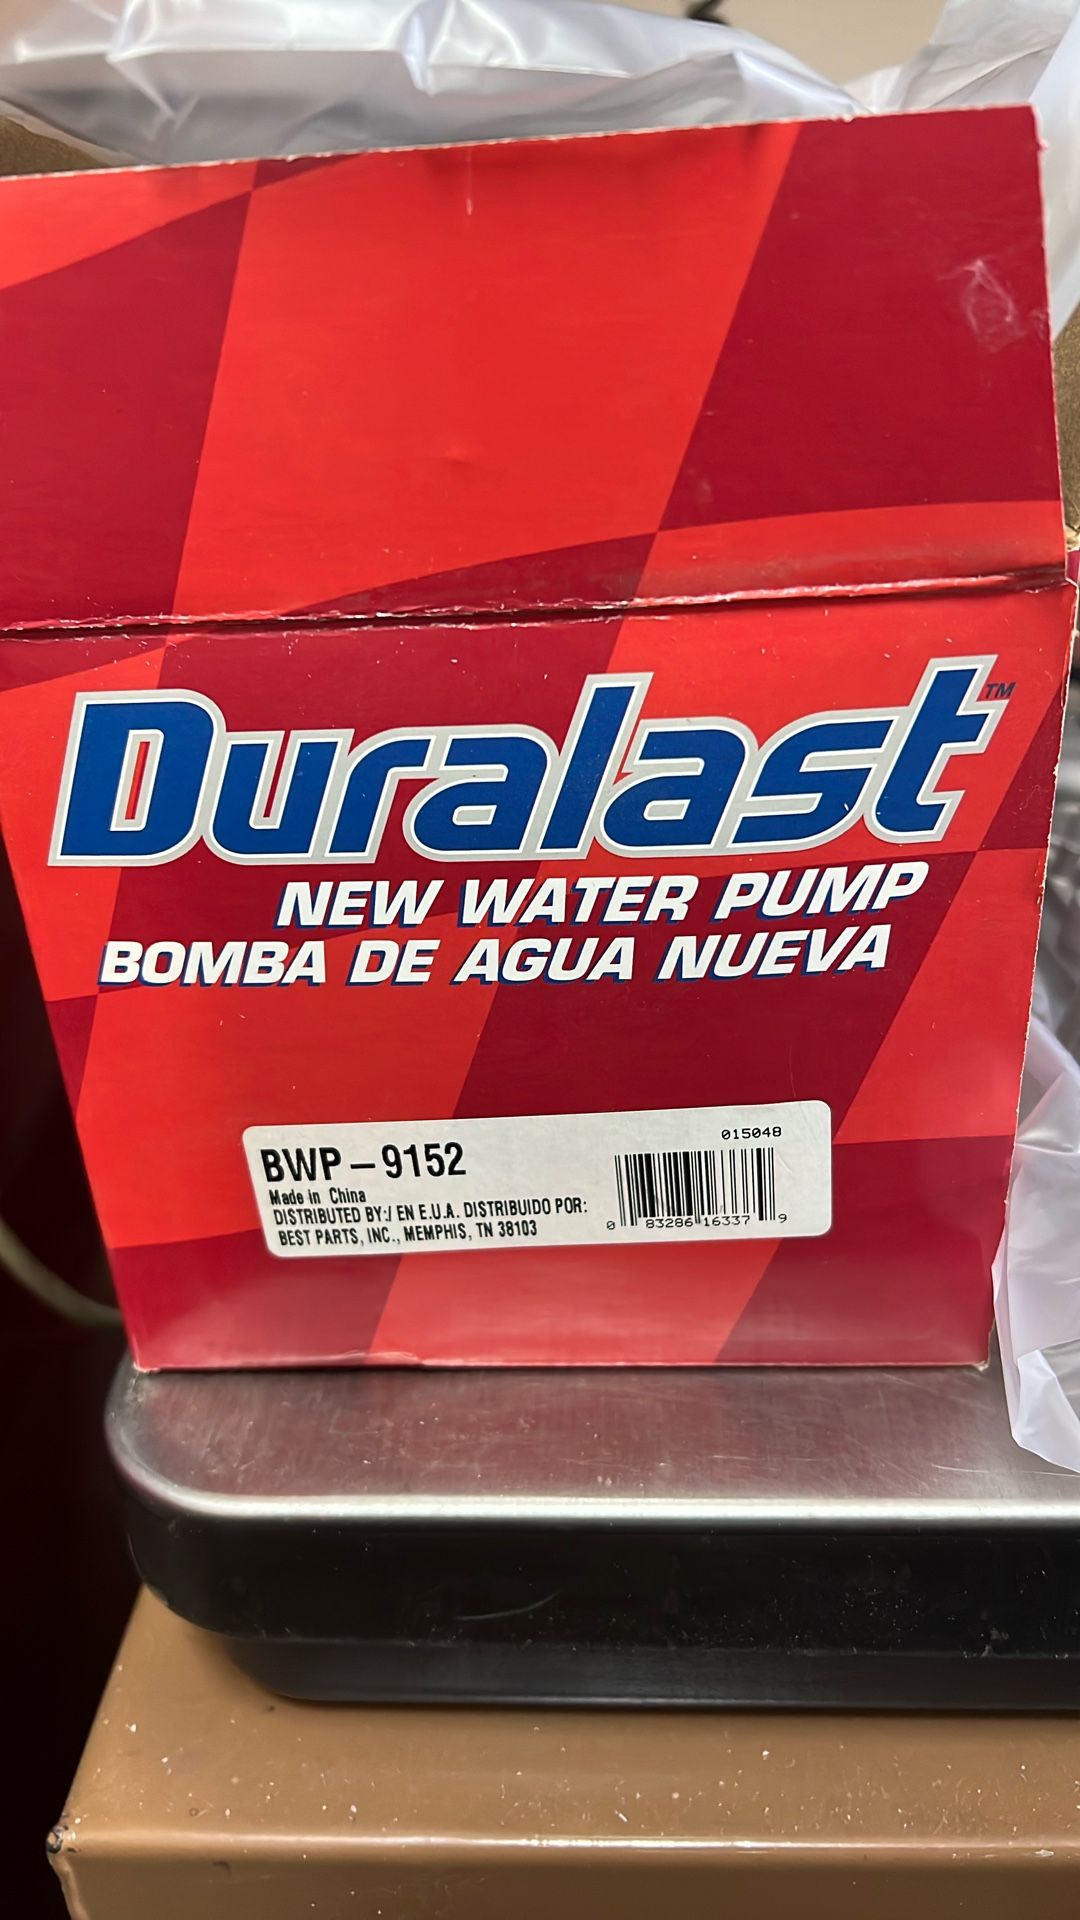 Duralast™
NEW WATER PUMP
BOMBA DE AGUA NUEVA
015048
BWP-9152
Made in China
DISTRIBUTED BY:/ EN E.U.A. DISTRIBUIDO POR:
BEST PARTS, INC., MEMPHIS, TN 38103
0 83286 16337 9